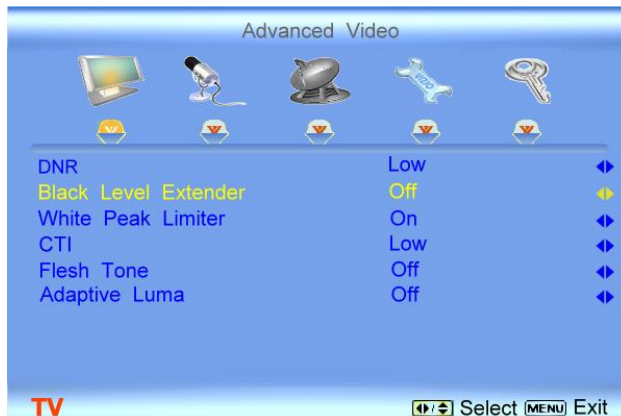 Advanced Video
VIZIO
DNR Low
Black Level Extender Off
White Peak Limiter On
CTI Low
Flesh Tone Off
Adaptive Luma Off
TV Select MENU Exit